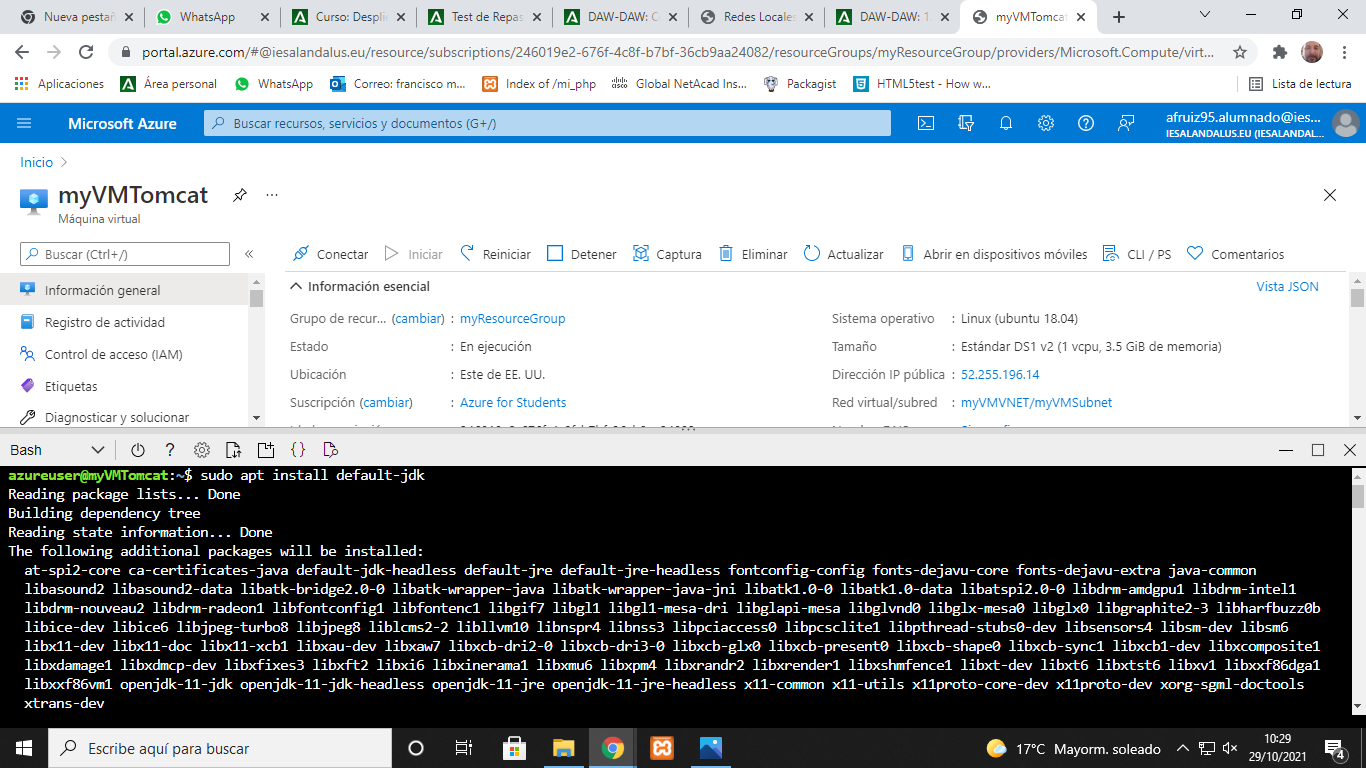 Nueva pestañ
WhatsApp
Curso: Despli
Test de Repas
DAW-DAW: C
Redes Locales
DAW-DAW: 1.
myVMTomcat
portal.azure.com/#@iesalandalus.eu/resource/subscriptions/246019e2-676f-4c8f-b7bf-36cb9aa24082/resourceGroups/myResourceGroup/providers/Microsoft.Compute/virt...
Aplicaciones
Área personal
WhatsApp
Correo: francisco m...
Index of /mi_php
Global NetAcad Ins...
Packagist
HTML5test - How w...
Lista de lectura
Microsoft Azure
Buscar recursos, servicios y documentos (G+/)
afruiz95.alumnado@ies...
IESALANDALUS.EU (IESALANDAL...
Inicio >
myVMTomcat
...
Máquina virtual
Buscar (Ctrl+/)
«
Conectar
Iniciar
Reiniciar
Detener
Captura
Eliminar
Actualizar
Abrir en dispositivos móviles
CLI / PS
Comentarios
Información general
Registro de actividad
Control de acceso (IAM)
Etiquetas
Diagnosticar y solucionar
Información esencial
Vista JSON
Grupo de recur... (cambiar) : myResourceGroup
Estado : En ejecución
Ubicación : Este de EE. UU.
Suscripción (cambiar) : Azure for Students
Sistema operativo : Linux (ubuntu 18.04)
Tamaño : Estándar DS1 v2 (1 vcpu, 3.5 GiB de memoria)
Dirección IP pública : 52.255.196.14
Red virtual/subred : myVMVNET/myVMSubnet
Bash
azureuser@myVMTomcat:~$ sudo apt install default-jdk
Reading package lists... Done
Building dependency tree
Reading state information... Done
The following additional packages will be installed:
at-spi2-core ca-certificates-java default-jdk-headless default-jre default-jre-headless fontconfig-config fonts-dejavu-core fonts-dejavu-extra java-common
libasound2 libasound2-data libatk-bridge2.0-0 libatk-wrapper-java libatk-wrapper-java-jni libatk1.0-0 libatk1.0-data libatspi2.0-0 libdrm-amdgpu1 libdrm-intel1
libdrm-nouveau2 libdrm-radeon1 libfontconfig1 libfontenc1 libgif7 libgl1 libgl1-mesa-dri libglapi-mesa libglvnd0 libglx-mesa0 libglx0 libgraphite2-3 libharfbuzz0b
libice-dev libice6 libjpeg-turbo8 libjpeg8 liblcms2-2 libllvm10 libnspr4 libnss3 libpciaccess0 libpcsclite1 libpthread-stubs0-dev libsensors4 libsm-dev libsm6
libx11-dev libx11-doc libx11-xcb1 libxau-dev libxaw7 libxcb-dri2-0 libxcb-dri3-0 libxcb-glx0 libxcb-present0 libxcb-shape0 libxcb-sync1 libxcb1-dev libxcomposite1
libxdamage1 libxdmcp-dev libxfixes3 libxft2 libxi6 libxinerama1 libxmu6 libxpm4 libxrandr2 libxrender1 libxshmfence1 libxt-dev libxt6 libxtst6 libxv1 libxxf86dga1
libxxf86vm1 openjdk-11-jdk openjdk-11-jdk-headless openjdk-11-jre openjdk-11-jre-headless x11-common x11-utils x11proto-core-dev x11proto-dev xorg-sgml-doctools
xtrans-dev
Escribe aquí para buscar
17°C Mayorm. soleado
10:29
29/10/2021
4